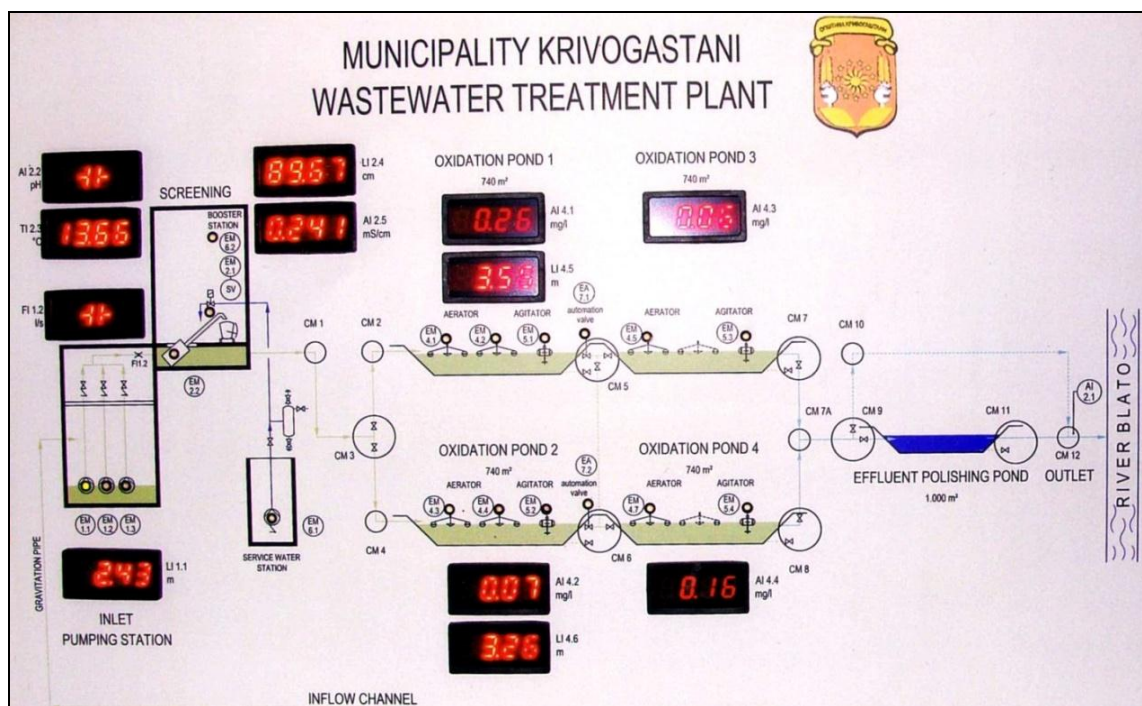 MUNICIPALITY KRIVOGASTANI
WASTEWATER TREATMENT PLANT
AI 2.2
pH
TI 2.3
°C
13.66
FI 1.2
l/s
SCREENING
BOOSTER
STATION
EM
6.2
EM
2.1
SV
89.67
LI 2.4
cm
0.241
AI 2.5
mS/cm
OXIDATION POND 1
740 m²
0.26
AI 4.1
mg/l
LI 4.5
m
OXIDATION POND 3
740 m²
AI 4.3
mg/l
EA
7.1
automation
valve
AERATOR
AGITATOR
AERATOR
AGITATOR
EM
4.1
EM
4.2
EM
5.1
EM
4.5
EM
5.3
CM 1
CM 2
CM 5
CM 7
CM 10
FI1.2
EM
2.2
CM 3
CM 7A
CM 9
CM 11
AI
2.1
CM 12
OUTLET
RIVER BLATO
EFFLUENT POLISHING POND
1.000 m²
OXIDATION POND 2
740 m²
EA
7.2
automation
valve
OXIDATION POND 4
740 m²
AERATOR
AGITATOR
AERATOR
AGITATOR
EM
4.3
EM
4.4
EM
5.2
EM
4.7
EM
5.4
CM 4
CM 6
CM 8
EM
1.1
EM
1.2
EM
1.3
EM
6.1
SERVICE WATER
STATION
GRAVITATION PIPE
2.43
LI 1.1
m
INLET
PUMPING STATION
0.07
AI 4.2
mg/l
3.26
LI 4.6
m
0.16
AI 4.4
mg/l
INFLOW CHANNEL